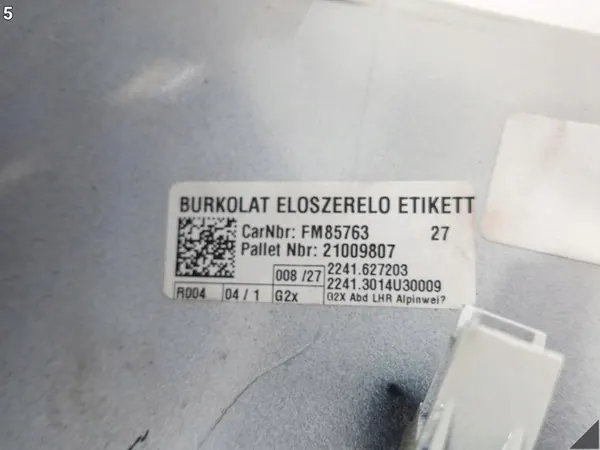 5
BURKOLAT ELOSZERELO ETIKETT
CarNbr: FM85763 27
Pallet Nbr: 21009807
008 /27 2241.627203
2241.3014U30009
R004 04 / 1 G2x G2X Abd LHR Alpinwei?